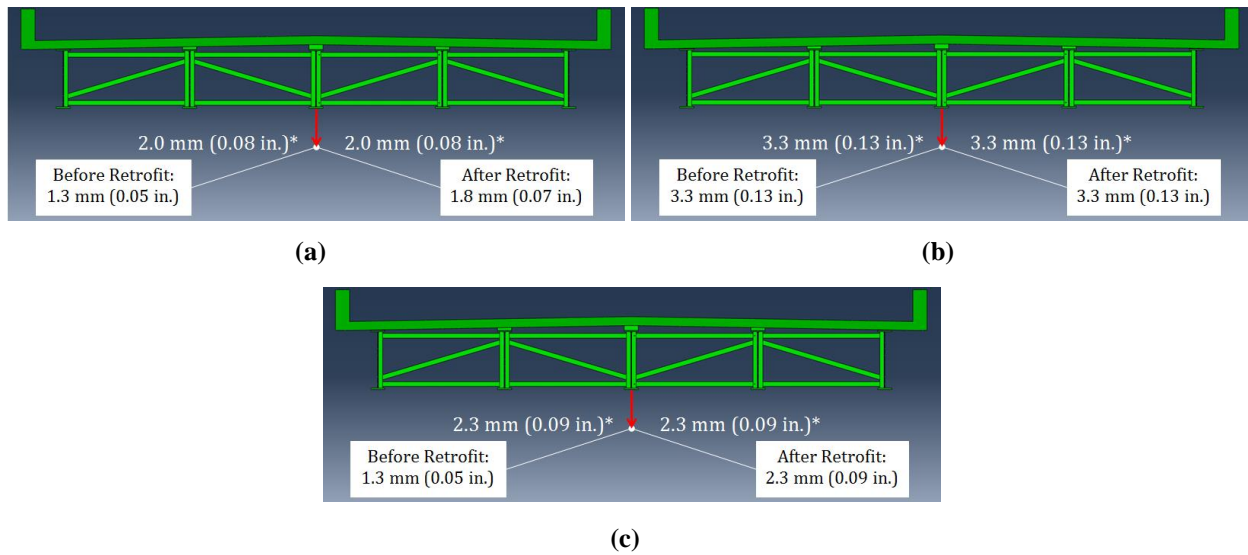 2.0 mm (0.08 in.)* 2.0 mm (0.08 in.)*
Before Retrofit:
1.3 mm (0.05 in.)
After Retrofit:
1.8 mm (0.07 in.)
(a)
3.3 mm (0.13 in.)* 3.3 mm (0.13 in.)*
Before Retrofit:
3.3 mm (0.13 in.)
After Retrofit:
3.3 mm (0.13 in.)
(b)
2.3 mm (0.09 in.)* 2.3 mm (0.09 in.)*
Before Retrofit:
1.3 mm (0.05 in.)
After Retrofit:
2.3 mm (0.09 in.)
(c)